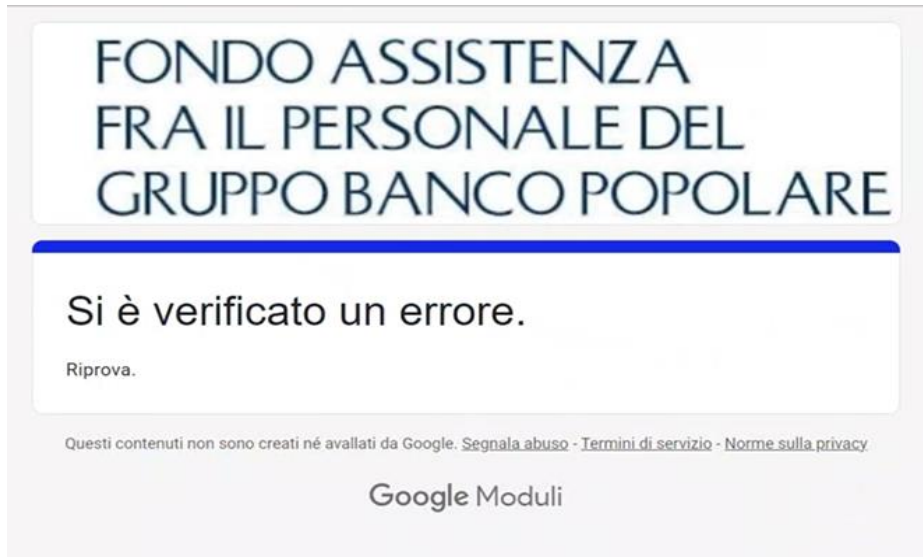 FONDO ASSISTENZA
FRA IL PERSONALE DEL
GRUPPO BANCO POPOLARE
Si è verificato un errore.
Riprova.
Questi contenuti non sono creati né avallati da Google. Segnala abuso - Termini di servizio - Norme sulla privacy
Google Moduli